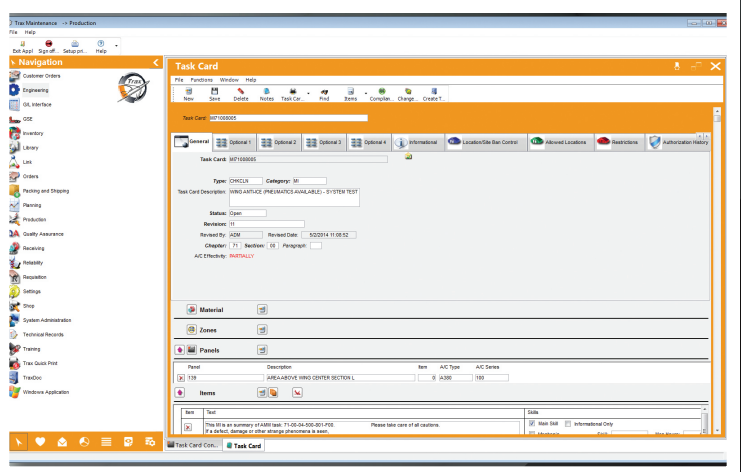 Trax Maintenance -> Production
File Help
Exit Appl Sign off... Setup pri... Help
Navigation
Trax
Customer Orders
Engineering
G/L Interface
GSE
Inventory
Library
Link
Orders
Packing and Shipping
Planning
Production
Quality Assurance
Receiving
Reliability
Requisition
Settings
Shop
System Administration
Technical Records
Training
Trax Quick Print
TraxDoc
Windows Application
Task Card
File Functions Window Help
New Save Delete Notes Task Car... Find Items Complian... Change... Create T...
Task Card: MI71008005
General Optional 1 Optional 2 Optional 3 Optional 4 Informational Location/Site Ban Control Allowed Locations Restrictions Authorization History
Task Card: MI71008005
Type: CHKCLN Category: MI
Task Card Description: WING ANTI-ICE (PNEUMATICS AVAILABLE) - SYSTEM TEST
Status: Open
Revision: 11
Revised By: ADM Revised Date: 5/2/2014 11:08:52
Chapter: 71 Section: 00 Paragraph:
A/C Effectivity: PARTIALLY
Material
Zones
Panels
Panel Description Item A/C Type A/C Series
139 AREA ABOVE WING CENTER SECTION L 0 A380 100
Items
Item Text Skills
This MI is an summary of AMM task: 71-00-04-500-801-F00. Please take care of all cautions.
If a defect, damage or other strange phenomena is seen,
Main Skill Informational Only
Task Card Con... Task Card